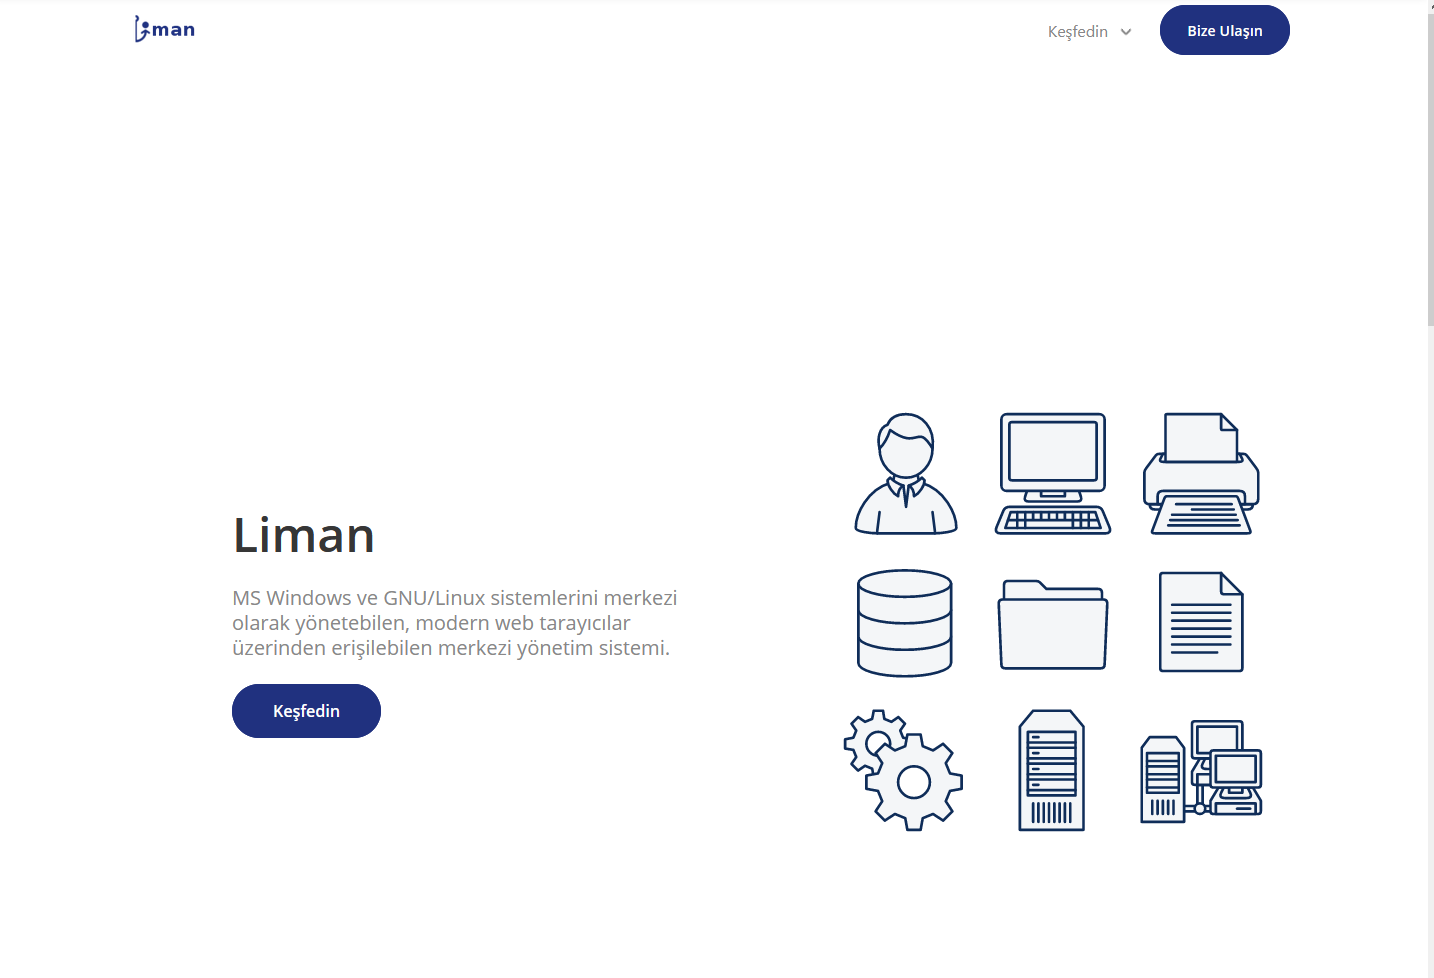 Liman
Keşfedin
Bize Ulaşın
Liman
MS Windows ve GNU/Linux sistemlerini merkezi
olarak yönetebilen, modern web tarayıcılar
üzerinden erişilebilen merkezi yönetim sistemi.
Keşfedin